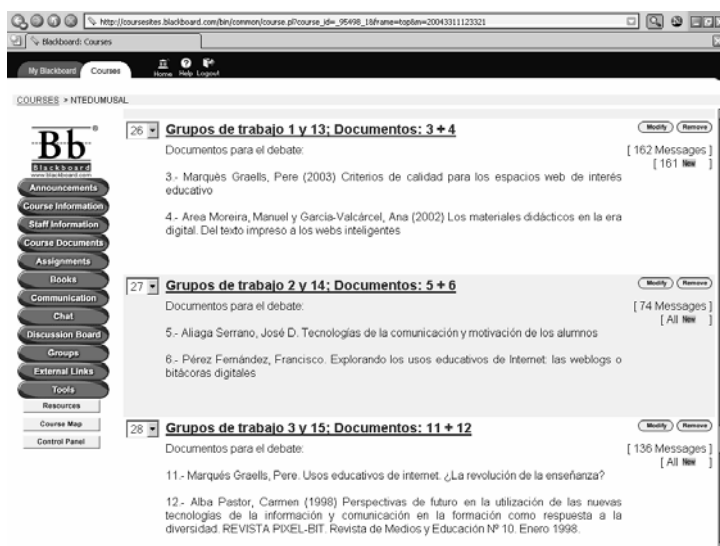 http://coursesites.blackboard.com/bin/common/course.pl?course_id=_95498_1&frame=top&m=20043311123321
Blackboard: Courses
My Blackboard
Courses
Home
Help
Logout
COURSES > NTEDUMUSAL
Bb
Blackboard
www.blackboard.com
Announcements
Course Information
Staff Information
Course Documents
Assignments
Books
Communication
Chat
Discussion Board
Groups
External Links
Tools
Resources
Course Map
Control Panel
26 Grupos de trabajo 1 y 13; Documentos: 3 + 4
Modify Remove
Documentos para el debate:
[ 162 Messages ]
[ 161 New ]
3.- Marqués Graells, Pere (2003) Criterios de calidad para los espacios web de interés
educativo
4.- Area Moreira, Manuel y García-Valcárcel, Ana (2002) Los materiales didácticos en la era
digital. Del texto impreso a los webs inteligentes
27 Grupos de trabajo 2 y 14; Documentos: 5 + 6
Modify Remove
Documentos para el debate:
[ 74 Messages ]
[ All New ]
5.- Aliaga Serrano, José D. Tecnologías de la comunicación y motivación de los alumnos
6.- Pérez Fernández, Francisco. Explorando los usos educativos de Internet: las weblogs o
bitácoras digitales
28 Grupos de trabajo 3 y 15; Documentos: 11 + 12
Modify Remove
Documentos para el debate:
[ 136 Messages ]
[ All New ]
11.- Marqués Graells, Pere. Usos educativos de internet. ¿La revolución de la enseñanza?
12.- Alba Pastor, Carmen (1998) Perspectivas de futuro en la utilización de las nuevas
tecnologías de la información y comunicación en la formación como respuesta a la
diversidad. REVISTA PIXEL-BIT. Revista de Medios y Educación Nº 10. Enero 1998.